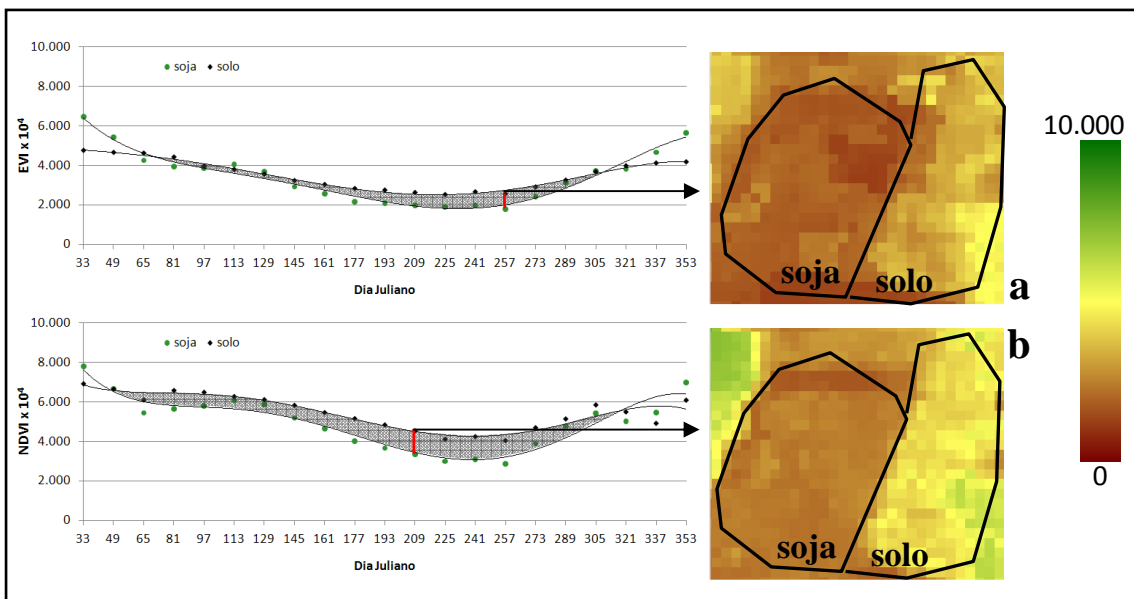 10.000
8.000
6.000
4.000
2.000
0
EVI x 10⁴
soja
solo
33 49 65 81 97 113 129 145 161 177 193 209 225 241 257 273 289 305 321 337 353
Dia Juliano
soja
solo
a
10.000
0
10.000
8.000
6.000
4.000
2.000
0
NDVI x 10⁴
soja
solo
33 49 65 81 97 113 129 145 161 177 193 209 225 241 257 273 289 305 321 337 353
Dia Juliano
b
soja
solo